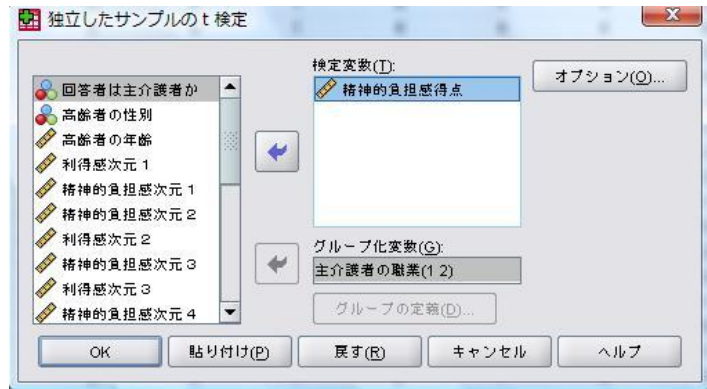 独立したサンプルの t 検定
回答者は主介護者か
高齢者の性別
高齢者の年齢
利得感次元 1
精神的負担感次元 1
精神的負担感次元 2
利得感次元 2
精神的負担感次元 3
利得感次元 3
精神的負担感次元 4
検定変数(T):
精神的負担感得点
グループ化変数(G):
主介護者の職業(1 2)
グループの定義(D)...
オプション(O)...
OK
貼り付け(P)
戻す(R)
キャンセル
ヘルプ